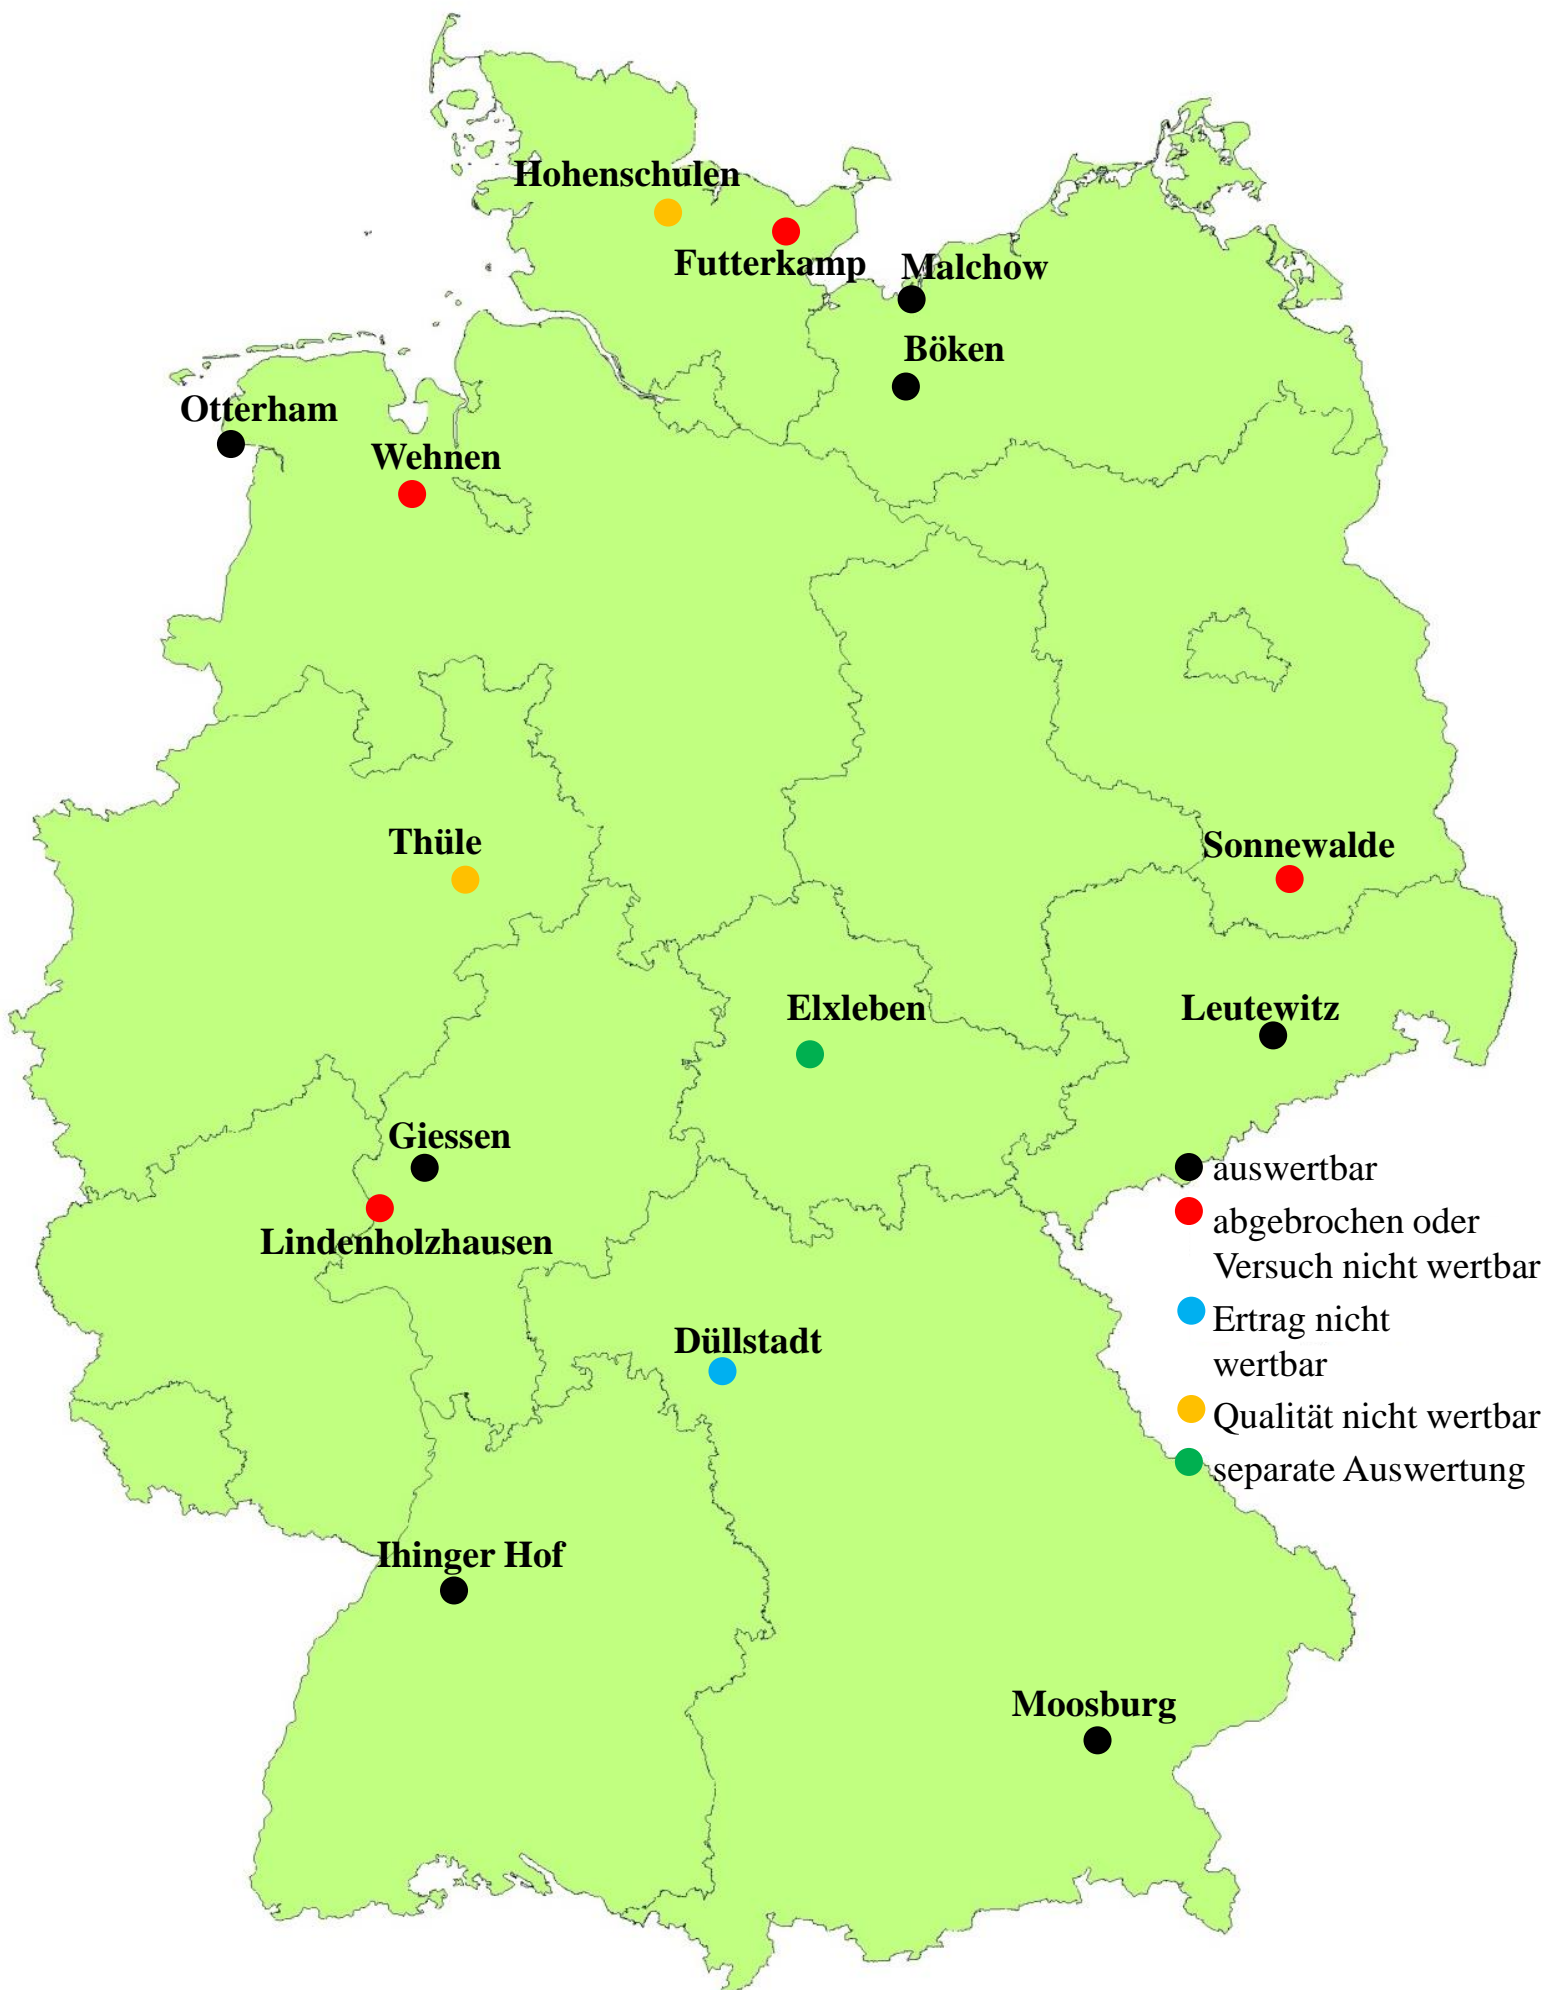 Hohenschulen
Futterkamp
Malchow
Böken
Otterham
Wehnen
Thüle
Sonnewalde
Elxleben
Leutewitz
Giessen
Lindenholzhausen
Düllstadt
Ihinger Hof
Moosburg
auswertbar
abgebrochen oder
Versuch nicht wertbar
Ertrag nicht
wertbar
Qualität nicht wertbar
separate Auswertung